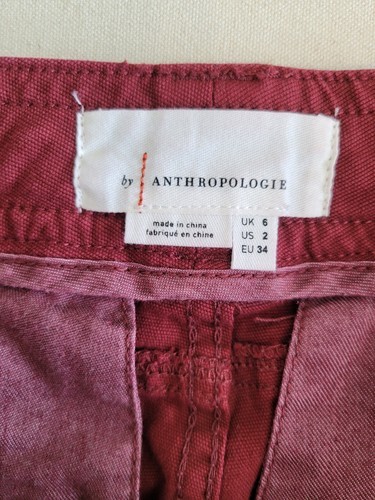 by ANTHROPOLOGIE
made in china
fabriqué en chine
UK 6
US 2
EU 34